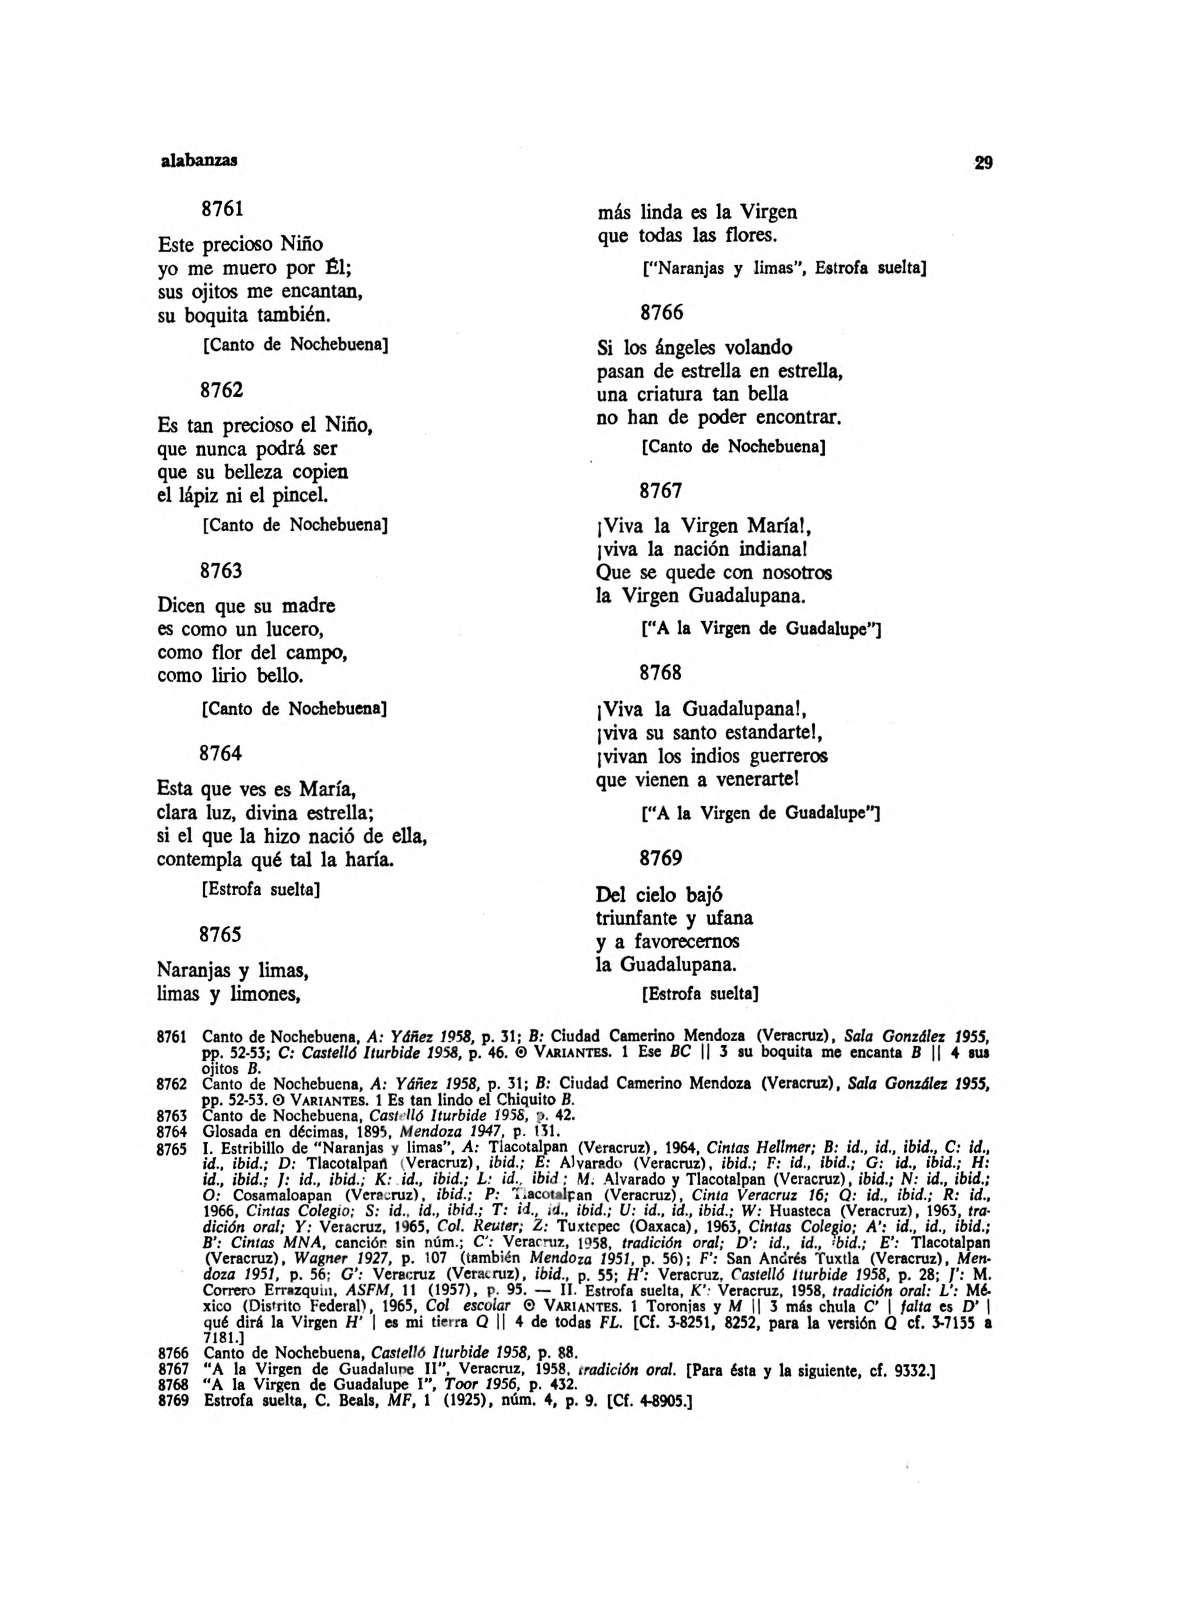 alabanzas
29
8761
Este precioso Niño
yo me muero por Él;
sus ojitos me encantan,
su boquita también.
[Canto de Nochebuena]
8762
Es tan precioso el Niño,
que nunca podrá ser
que su belleza copien
el lápiz ni el pincel.
[Canto de Nochebuena]
8763
Dicen que su madre
es como un lucero,
como flor del campo,
como lirio bello.
[Canto de Nochebuena]
8764
Esta que ves es María,
clara luz, divina estrella;
si el que la hizo nació de ella,
contempla qué tal la haría.
[Estrofa suelta]
8765
Naranjas y limas,
limas y limones,
más linda es la Virgen
que todas las flores.
["Naranjas y limas", Estrofa suelta]
8766
Si los ángeles volando
pasan de estrella en estrella,
una criatura tan bella
no han de poder encontrar.
[Canto de Nochebuena]
8767
¡Viva la Virgen María!,
¡viva la nación indiana!
Que se quede con nosotros
la Virgen Guadalupana.
["A la Virgen de Guadalupe"]
8768
¡Viva la Guadalupana!,
¡viva su santo estandarte!,
¡vivan los indios guerreros
que vienen a venerarte!
["A la Virgen de Guadalupe"]
8769
Del cielo bajó
triunfante y ufana
y a favorecernos
la Guadalupana.
[Estrofa suelta]
8761 Canto de Nochebuena, A: Yáñez 1958, p. 31; B: Ciudad Camerino Mendoza (Veracruz), Sala González 1955,
pp. 52-53; C: Castelló Iturbide 1958, p. 46. ⊙ VARIANTES. 1 Ese BC || 3 su boquita me encanta B || 4 sus
ojitos B.
8762 Canto de Nochebuena, A: Yáñez 1958, p. 31; B: Ciudad Camerino Mendoza (Veracruz), Sala González 1955,
pp. 52-53. ⊙ VARIANTES. 1 Es tan lindo el Chiquito B.
8763 Canto de Nochebuena, Castelló Iturbide 1958, p. 42.
8764 Glosada en décimas, 1895, Mendoza 1947, p. 131.
8765 I. Estribillo de "Naranjas y limas", A: Tlacotalpan (Veracruz), 1964, Cintas Hellmer; B: id., id., ibid., C: id.,
id., ibid.; D: Tlacotalpan (Veracruz), ibid.; E: Alvarado (Veracruz), ibid.; F: id., ibid.; G: id., ibid.; H:
id., ibid.; J: id., ibid.; K: id., ibid.; L: id., ibid; M: Alvarado y Tlacotalpan (Veracruz), ibid.; N: id., ibid.;
O: Cosamaloapan (Veracruz), ibid.; P: Tlacotalpan (Veracruz), Cinta Veracruz 16; Q: id., ibid.; R: id.,
1966, Cintas Colegio; S: id., id., ibid.; T: id., id., ibid.; U: id., id., ibid.; W: Huasteca (Veracruz), 1963, tra-
dición oral; Y: Veracruz, 1965, Col. Reuter; Z: Tuxtepec (Oaxaca), 1963, Cintas Colegio; A': id., id., ibid.;
B': Cintas MNA, canción sin núm.; C': Veracruz, 1958, tradición oral; D': id., id., ibid.; E': Tlacotalpan
(Veracruz), Wagner 1927, p. 107 (también Mendoza 1951, p. 56); F': San Andrés Tuxtla (Veracruz), Men-
doza 1951, p. 56; G': Veracruz (Veracruz), ibid., p. 55; H': Veracruz, Castelló Iturbide 1958, p. 28; J': M.
Correro Errazquin, ASFM, 11 (1957), p. 95. — II. Estrofa suelta, K': Veracruz, 1958, tradición oral: L': Mé-
xico (Distrito Federal), 1965, Col escolar ⊙ VARIANTES. 1 Toronjas y M || 3 más chula C' | falta es D' |
qué dirá la Virgen H' | es mi tierra Q || 4 de todas FL. [Cf. 3-8251, 8252, para la versión Q cf. 3-7155 a
7181.]
8766 Canto de Nochebuena, Castelló Iturbide 1958, p. 88.
8767 "A la Virgen de Guadalupe II", Veracruz, 1958, tradición oral. [Para ésta y la siguiente, cf. 9332.]
8768 "A la Virgen de Guadalupe I", Toor 1956, p. 432.
8769 Estrofa suelta, C. Beals, MF, 1 (1925), núm. 4, p. 9. [Cf. 4-8905.]